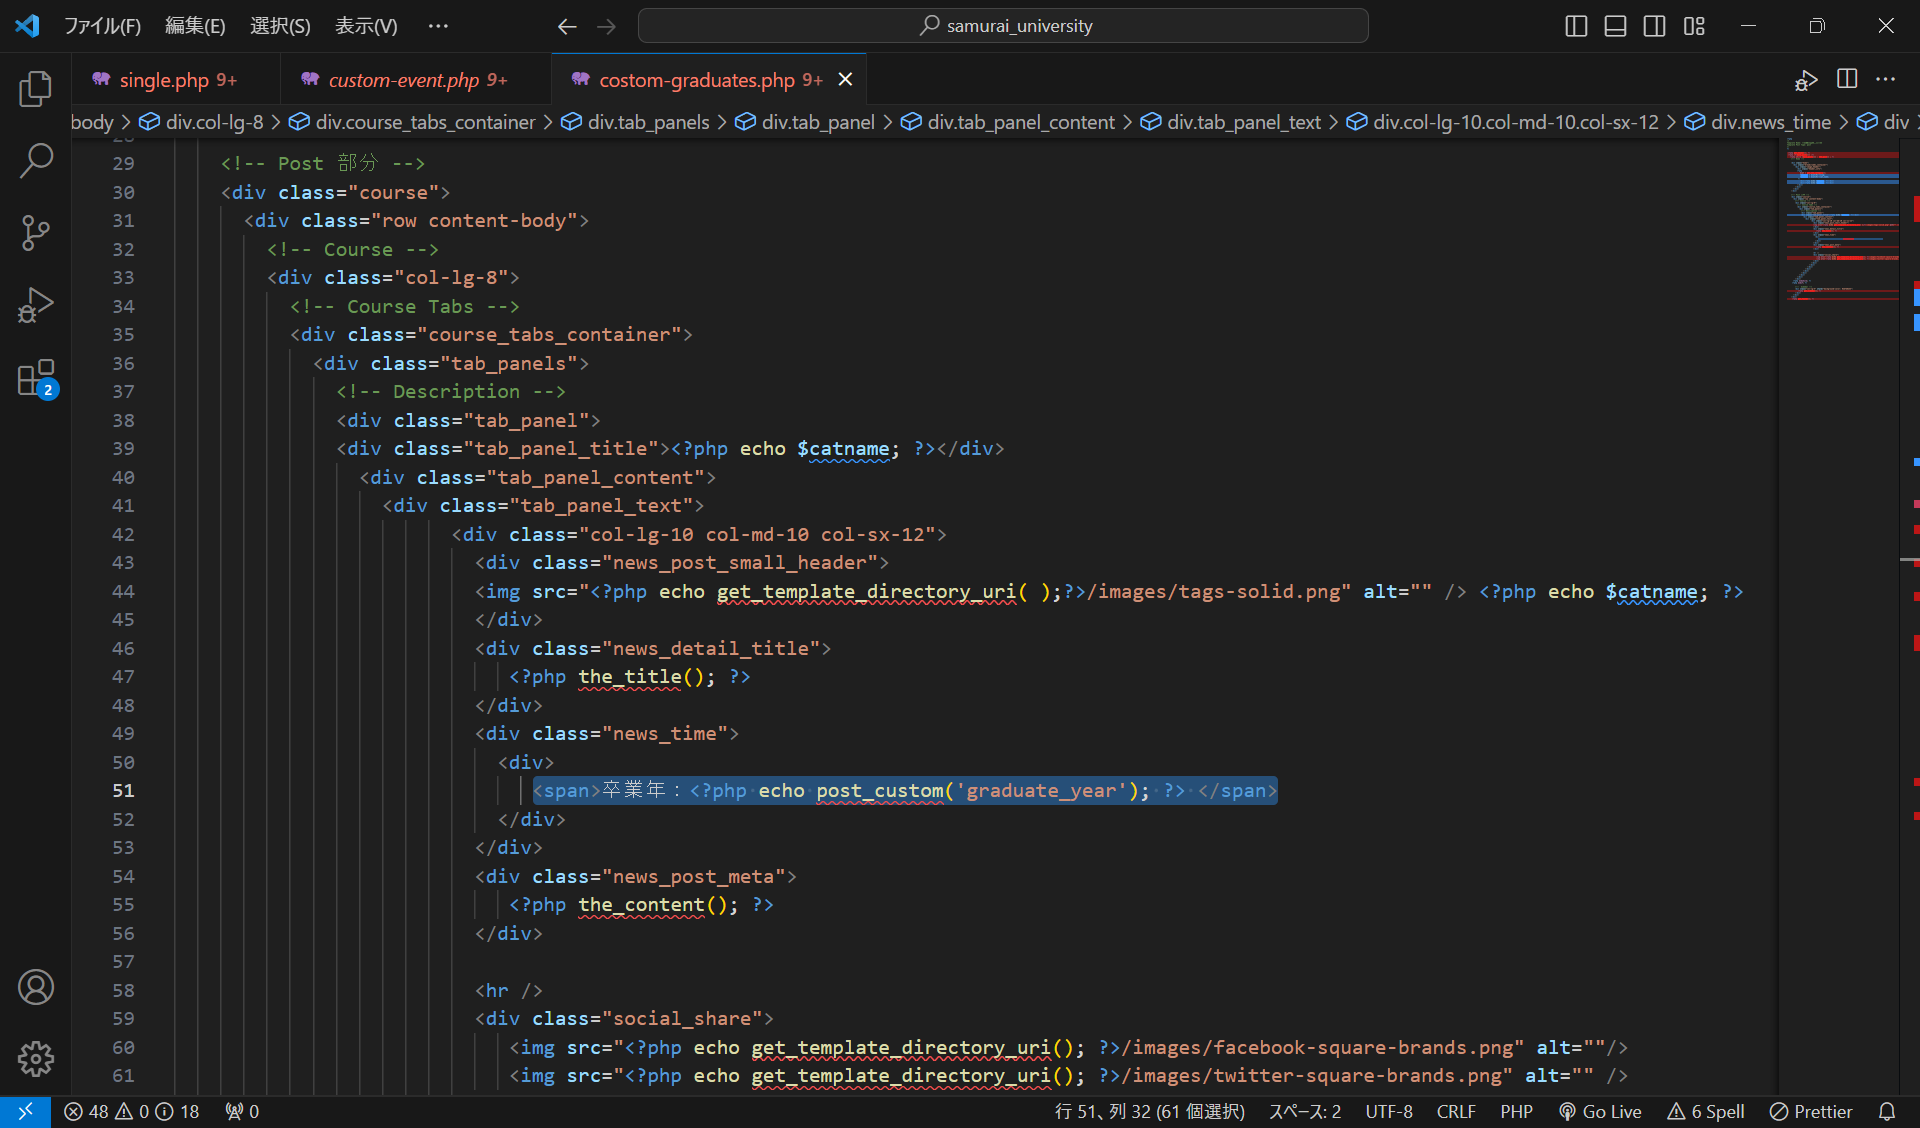 ファイル(F) 編集(E) 選択(S) 表示(V) ··· samurai_university
single.php 9+ custom-event.php 9+ costom-graduates.php 9+
body > div.col-lg-8 > div.course_tabs_container > div.tab_panels > div.tab_panel > div.tab_panel_content > div.tab_panel_text > div.col-lg-10.col-md-10.col-sx-12 > div.news_time > div
29 <!-- Post 部分 -->
30 <div class="course">
31 <div class="row content-body">
32 <!-- Course -->
33 <div class="col-lg-8">
34 <!-- Course Tabs -->
35 <div class="course_tabs_container">
36 <div class="tab_panels">
37 <!-- Description -->
38 <div class="tab_panel">
39 <div class="tab_panel_title"><?php echo $catname; ?></div>
40 <div class="tab_panel_content">
41 <div class="tab_panel_text">
42 <div class="col-lg-10 col-md-10 col-sx-12">
43 <div class="news_post_small_header">
44 <img src="<?php echo get_template_directory_uri( );?>/images/tags-solid.png" alt="" /> <?php echo $catname; ?>
45 </div>
46 <div class="news_detail_title">
47 <?php the_title(); ?>
48 </div>
49 <div class="news_time">
50 <div>
51 <span>卒業年：<?php echo post_custom('graduate_year'); ?> </span>
52 </div>
53 </div>
54 <div class="news_post_meta">
55 <?php the_content(); ?>
56 </div>
57
58 <hr />
59 <div class="social_share">
60 <img src="<?php echo get_template_directory_uri(); ?>/images/facebook-square-brands.png" alt=""/>
61 <img src="<?php echo get_template_directory_uri(); ?>/images/twitter-square-brands.png" alt="" />
2
48 0 18 0 行 51、列 32 (61 個選択) スペース: 2 UTF-8 CRLF PHP Go Live 6 Spell Prettier